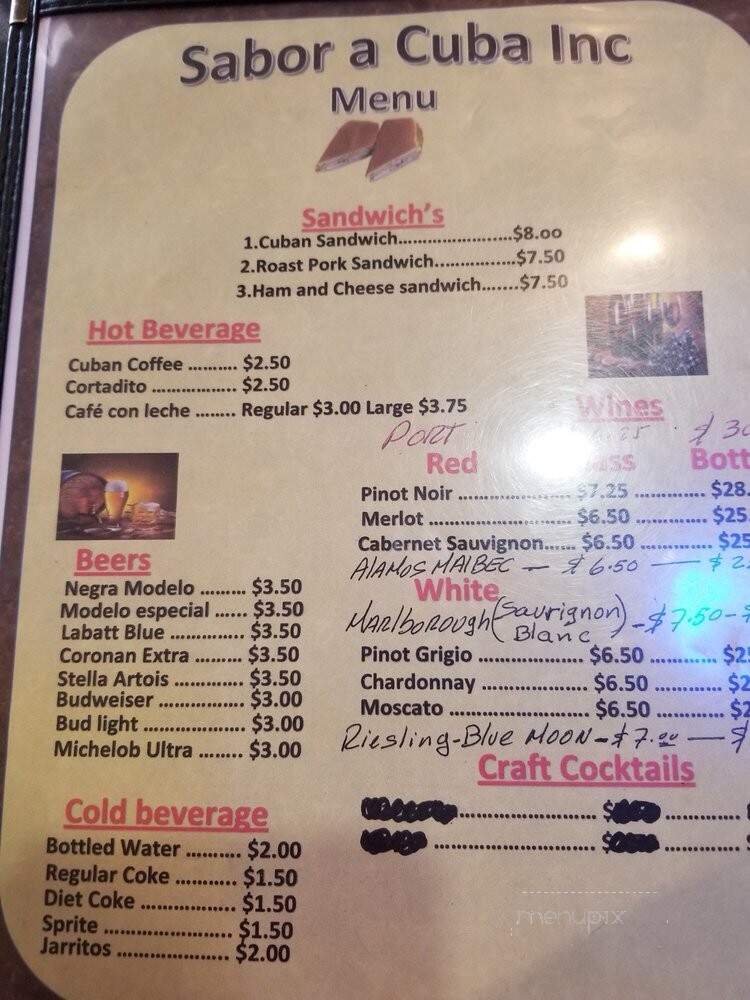 Sabor a Cuba Inc
Menu
Sandwich's
1.Cuban Sandwich.......................$8.00
2.Roast Pork Sandwich................$7.50
3.Ham and Cheese sandwich.......$7.50
Hot Beverage
Cuban Coffee .......... $2.50
Cortadito ................. $2.50
Café con leche ........ Regular $3.00 Large $3.75
Beers
Negra Modelo ......... $3.50
Modelo especial ...... $3.50
Labatt Blue .............. $3.50
Coronan Extra ......... $3.50
Stella Artois ............. $3.50
Budweiser ................ $3.00
Bud light .................. $3.00
Michelob Ultra ........ $3.00
Cold beverage
Bottled Water .......... $2.00
Regular Coke ........... $1.50
Diet Coke ................. $1.50
Sprite ....................... $1.50
Jarritos .................... $2.00
Wines
PORT
Red
Pinot Noir ...................... $7.25 ............. $28.
Merlot ............................ $6.50 ............. $25
Cabernet Sauvignon...... $6.50 ............. $25
ALAMOS MALBEC - $6.50 —
White
Marlborough (Sauvignon Blanc) - $7.50 -
Pinot Grigio .................... $6.50 ............
Chardonnay .................... $6.50 ............
Moscato .......................... $6.50 ............
Riesling-Blue Moon - $7.00 —
Craft Cocktails
menupix